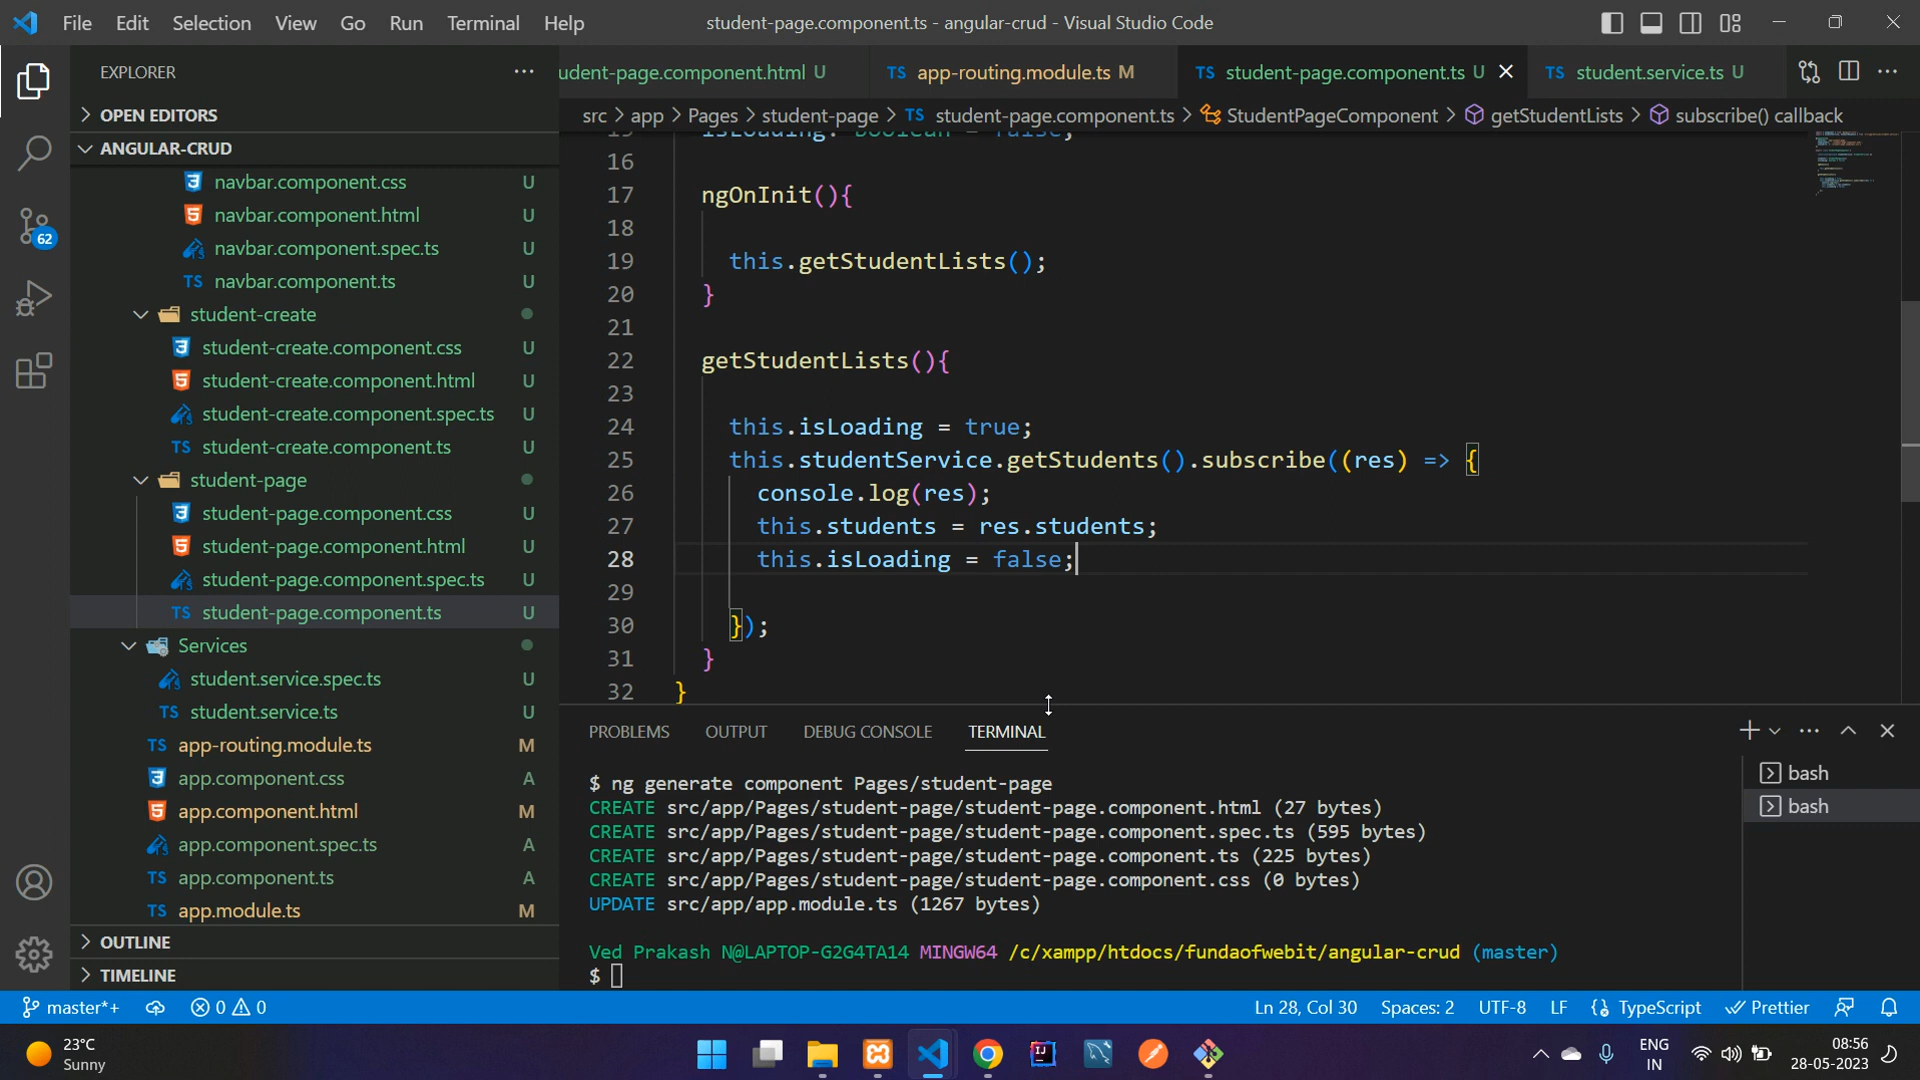 File Edit Selection View Go Run Terminal Help
student-page.component.ts - angular-crud - Visual Studio Code
EXPLORER
OPEN EDITORS
ANGULAR-CRUD
navbar.component.css U
navbar.component.html U
navbar.component.spec.ts U
navbar.component.ts U
student-create
student-create.component.css U
student-create.component.html U
student-create.component.spec.ts U
student-create.component.ts U
student-page
student-page.component.css U
student-page.component.html U
student-page.component.spec.ts U
TS student-page.component.ts U
Services
student.service.spec.ts U
TS student.service.ts U
TS app-routing.module.ts M
app.component.css A
app.component.html M
app.component.spec.ts A
TS app.component.ts A
TS app.module.ts M
OUTLINE
TIMELINE
62
udent-page.component.html U
TS app-routing.module.ts M
TS student-page.component.ts U
TS student.service.ts U
src > app > Pages > student-page > TS student-page.component.ts > StudentPageComponent > getStudentLists > subscribe() callback
15 isLoading: boolean = false;
16
17 ngOnInit(){
18
19 this.getStudentLists();
20 }
21
22 getStudentLists(){
23
24 this.isLoading = true;
25 this.studentService.getStudents().subscribe((res) => {
26 console.log(res);
27 this.students = res.students;
28 this.isLoading = false;
29
30 });
31 }
32 }
PROBLEMS OUTPUT DEBUG CONSOLE TERMINAL
$ ng generate component Pages/student-page
CREATE src/app/Pages/student-page/student-page.component.html (27 bytes)
CREATE src/app/Pages/student-page/student-page.component.spec.ts (595 bytes)
CREATE src/app/Pages/student-page/student-page.component.ts (225 bytes)
CREATE src/app/Pages/student-page/student-page.component.css (0 bytes)
UPDATE src/app/app.module.ts (1267 bytes)
Ved Prakash N@LAPTOP-G2G4TA14 MINGW64 /c/xampp/htdocs/fundaofwebit/angular-crud (master)
$
bash
bash
master*+ 0 0
Ln 28, Col 30 Spaces: 2 UTF-8 LF {} TypeScript Prettier
23°C
Sunny
ENG
IN
08:56
28-05-2023